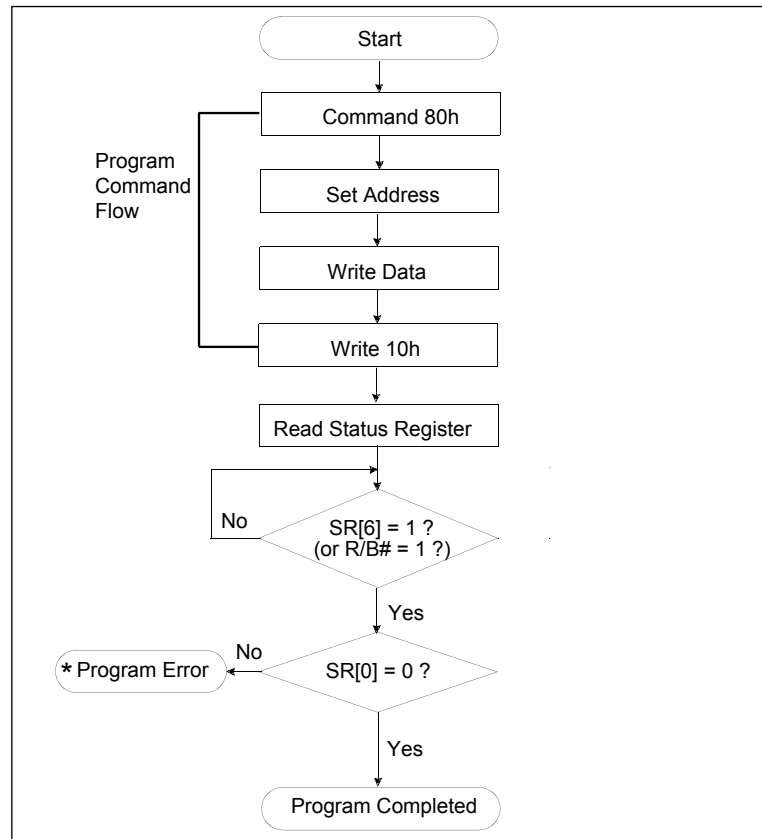 Start
Command 80h
Program
Command
Flow
Set Address
Write Data
Write 10h
Read Status Register
No
SR[6] = 1 ?
(or R/B# = 1 ?)
Yes
No
* Program Error
SR[0] = 0 ?
Yes
Program Completed